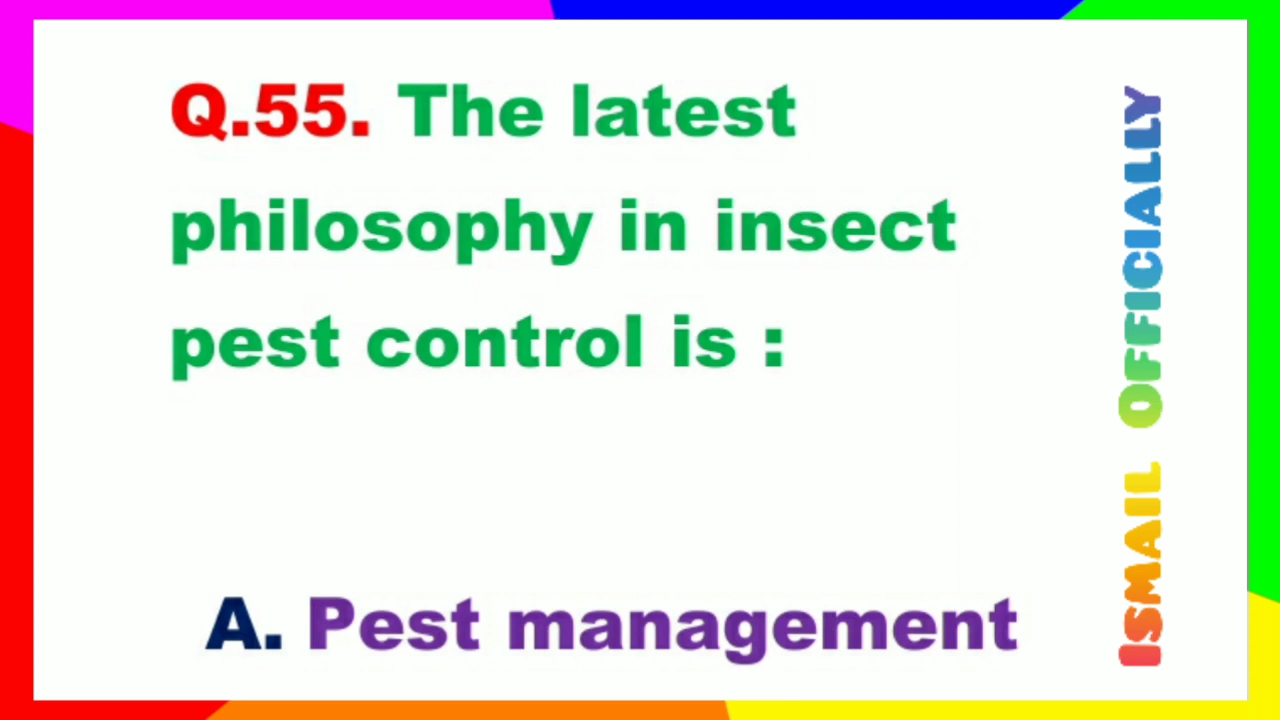 Q.55. The latest
philosophy in insect
pest control is :
A. Pest management
ISMAIL OFFICIALLY